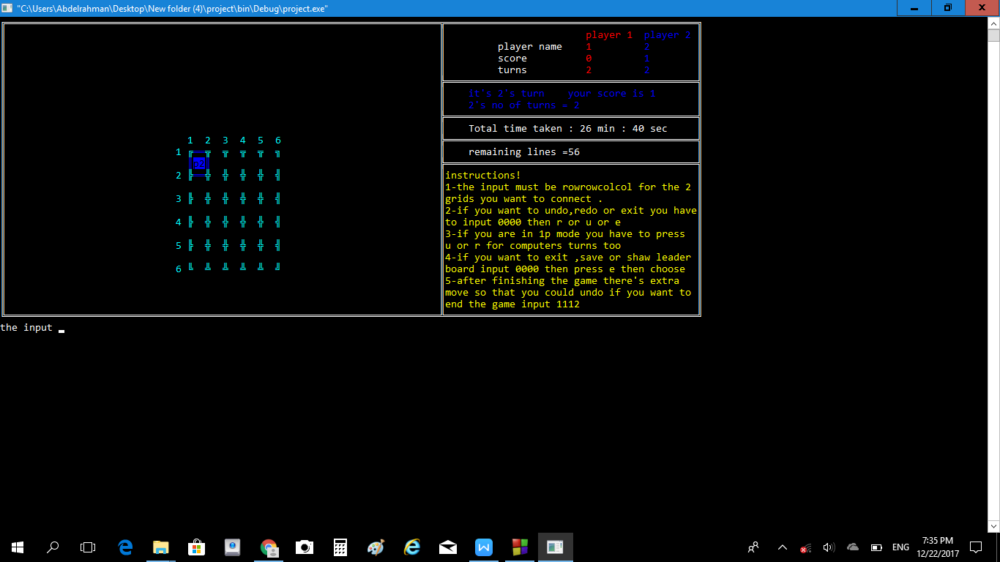 "C:\Users\Abdelrahman\Desktop\New folder (4)\project\bin\Debug\project.exe"
player 1 player 2
player name 1 2
score 0 1
turns 2 2
it's 2's turn your score is 1
2's no of turns = 2
Total time taken : 26 min : 40 sec
remaining lines =56
1 2 3 4 5 6
1
2
3
4
5
6
instructions!
1-the input must be rowrowcolcol for the 2
grids you want to connect .
2-if you want to undo,redo or exit you have
to input 0000 then r or u or e
3-if you are in 1p mode you have to press
u or r for computers turns too
4-if you want to exit ,save or shaw leader
board input 0000 then press e then choose
5-after finishing the game there's extra
move so that you could undo if you want to
end the game input 1112
the input
ENG
7:35 PM
12/22/2017